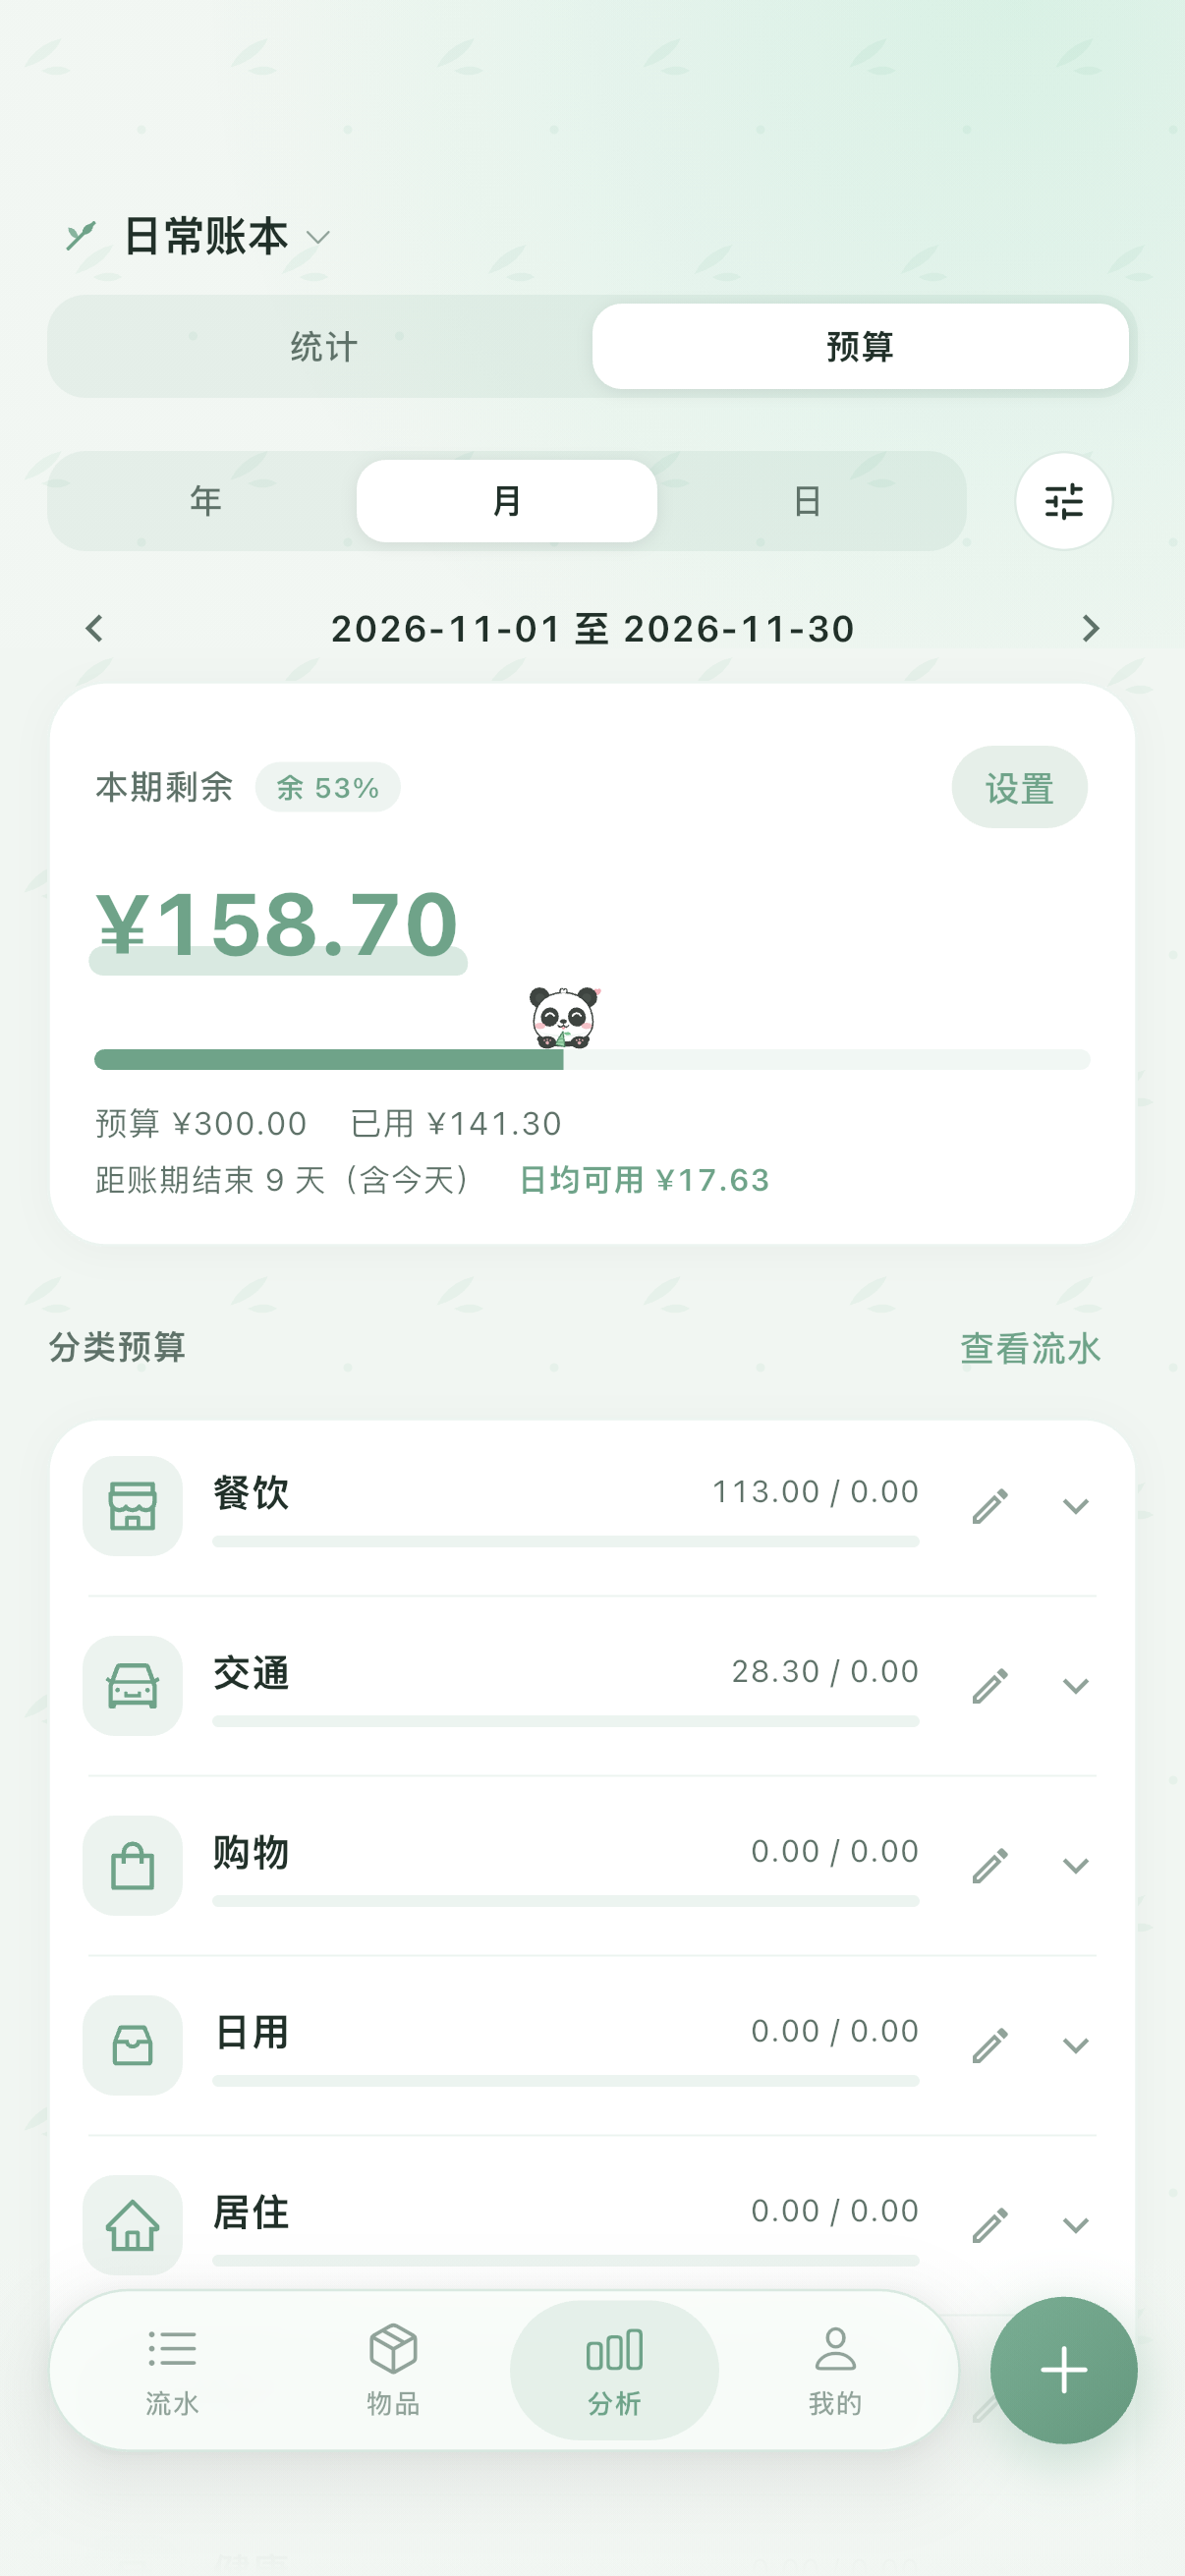 日常账本
统计 预算
年 月 日
2026-11-01 至 2026-11-30
本期剩余 余 53% 设置
¥158.70
预算 ¥300.00 已用 ¥141.30
距账期结束 9 天（含今天） 日均可用 ¥17.63
分类预算 查看流水
餐饮 113.00 / 0.00
交通 28.30 / 0.00
购物 0.00 / 0.00
日用 0.00 / 0.00
居住 0.00 / 0.00
流水 物品 分析 我的